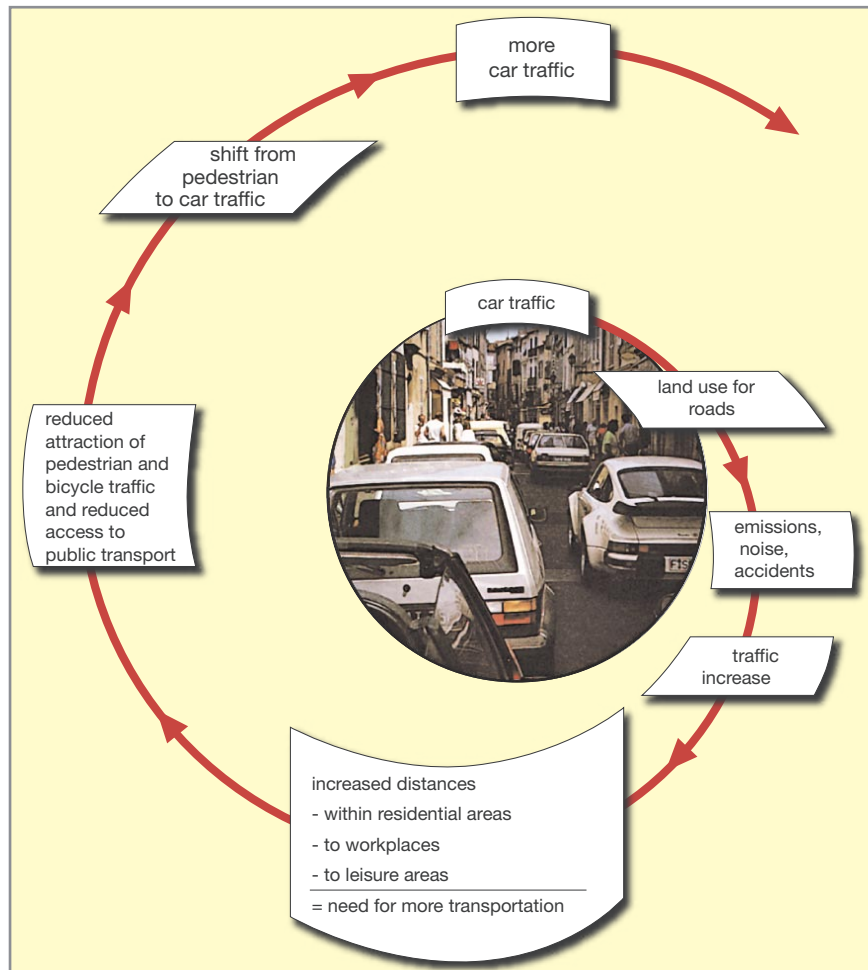 more
car traffic
shift from
pedestrian
to car traffic
car traffic
land use for
roads
reduced
attraction of
pedestrian and
bicycle traffic
and reduced
access to
public transport
emissions,
noise,
accidents
traffic
increase
increased distances
- within residential areas
- to workplaces
- to leisure areas
= need for more transportation